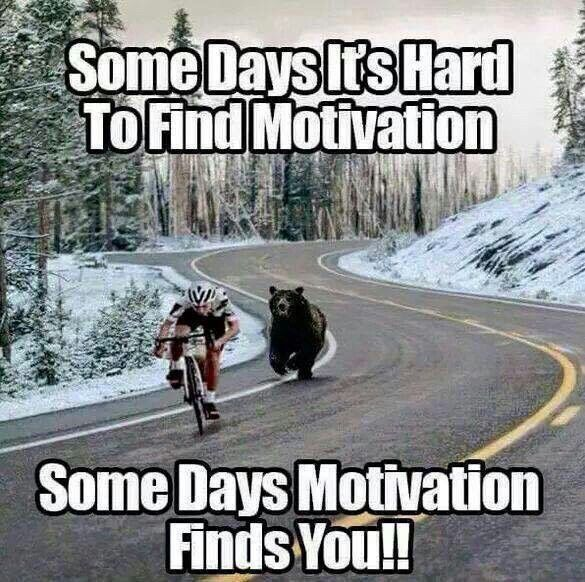 Some Days It's Hard
To Find Motivation
Some Days Motivation
Finds You!!